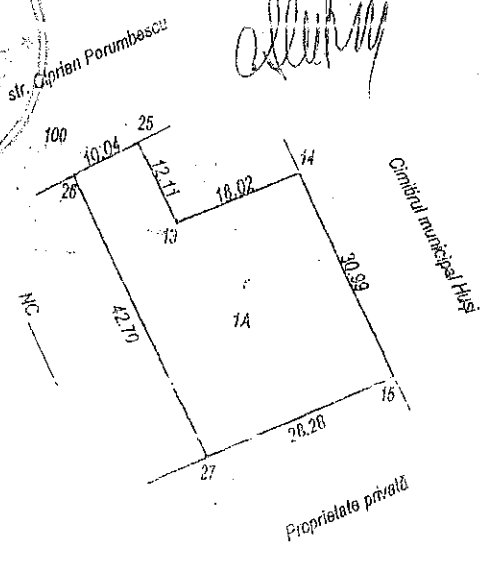 str. Ciprian Porumbescu
100
25
10.04
26
12.11
14
18.02
13
Cimitirul municipal Huşi
30.99
NC
42.70
1A
15
28.28
27
Proprietate privată